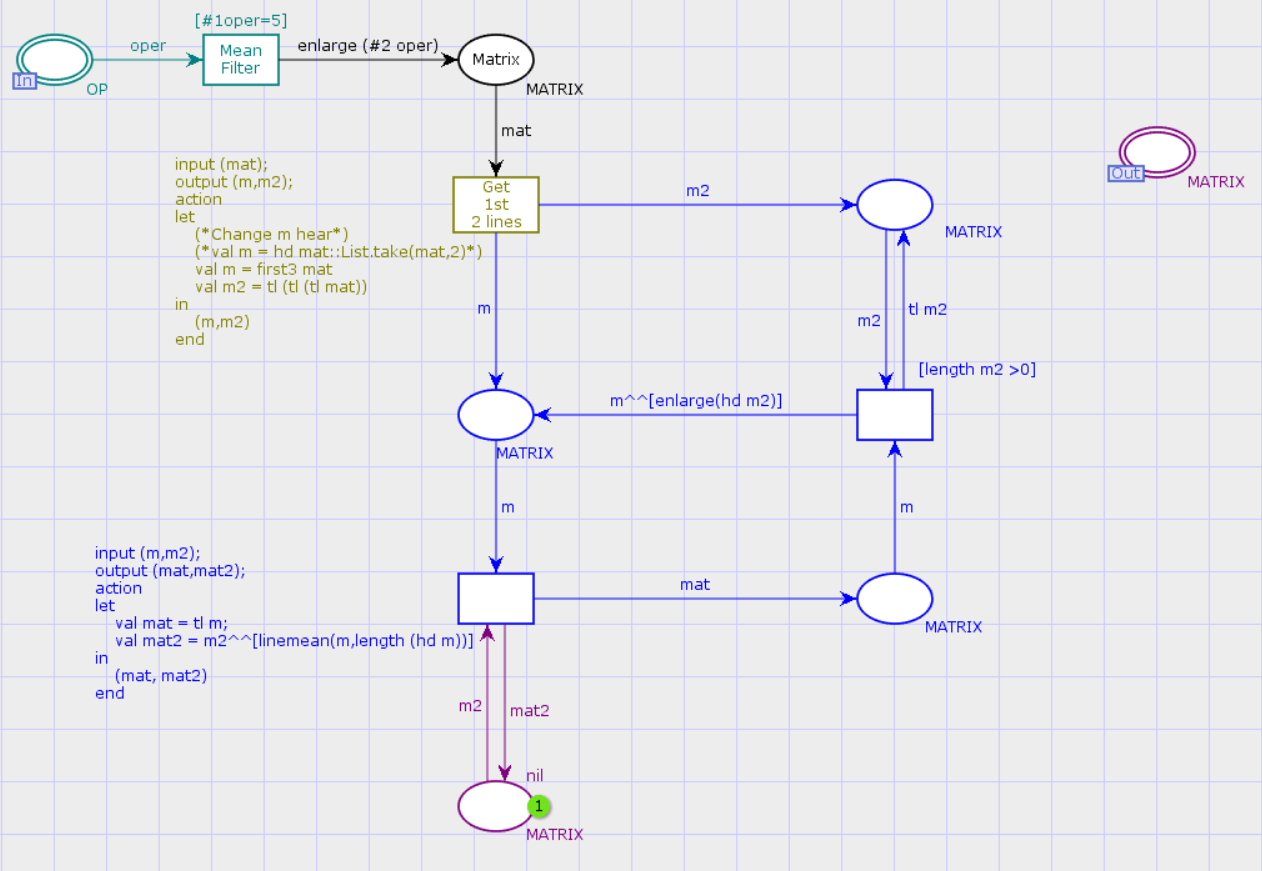 [#1oper=5]
oper
Mean
Filter
enlarge (#2 oper)
Matrix
In
OP
MATRIX
mat
Out
MATRIX
input (mat);
output (m,m2);
action
let
(*Change m hear*)
(*val m = hd mat::List.take(mat,2)*)
val m = first3 mat
val m2 = tl (tl (tl mat))
in
(m,m2)
end
Get
1st
2 lines
m2
MATRIX
m
m2
tl m2
[length m2 >0]
m^^[enlarge(hd m2)]
MATRIX
m
m
input (m,m2);
output (mat,mat2);
action
let
val mat = tl m;
val mat2 = m2^^[linemean(m,length (hd m))]
in
(mat, mat2)
end
mat
MATRIX
m2
mat2
nil
1
MATRIX